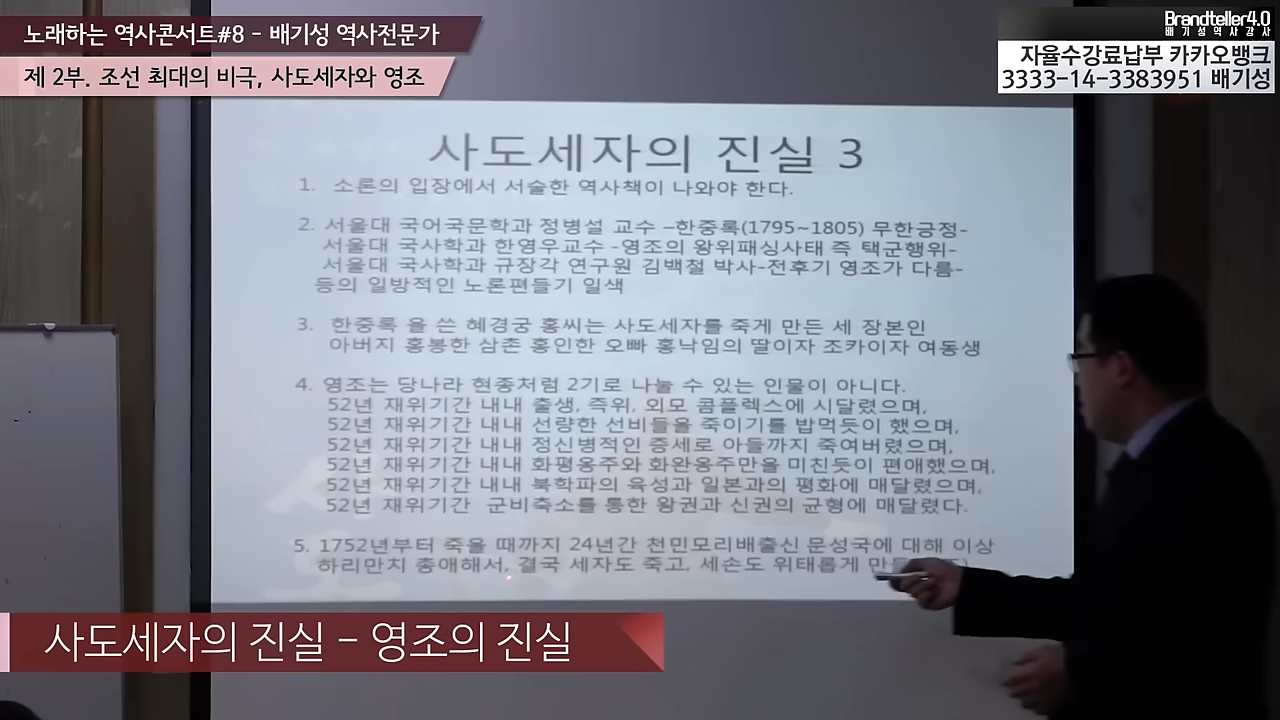 노래하는 역사콘서트#8 - 배기성 역사전문가
제 2부. 조선 최대의 비극, 사도세자와 영조
Brandteller4.0
배기성역사강사
자율수강료납부 카카오뱅크
3333-14-3383951 배기성
사도세자의 진실 3
1. 소론의 입장에서 서술한 역사책이 나와야 한다.
2. 서울대 국어국문학과 정병설 교수 –한중록(1795~1805) 무한긍정-
서울대 국사학과 한영우교수 -영조의 왕위패싱사태 즉 택군행위-
서울대 국사학과 규장각 연구원 김백철 박사-전후기 영조가 다름-
등의 일방적인 노론편들기 일색
3. 한중록 을 쓴 혜경궁 홍씨는 사도세자를 죽게 만든 세 장본인
아버지 홍봉한 삼촌 홍인한 오빠 홍낙임의 딸이자 조카이자 여동생
4. 영조는 당나라 현종처럼 2기로 나눌 수 있는 인물이 아니다.
52년 재위기간 내내 출생, 즉위, 외모 콤플렉스에 시달렸으며,
52년 재위기간 내내 선량한 선비들을 죽이기를 밥먹듯이 했으며,
52년 재위기간 내내 정신병적인 증세로 아들까지 죽여버렸으며,
52년 재위기간 내내 화평옹주와 화완옹주만을 미친듯이 편애했으며,
52년 재위기간 내내 북학파의 육성과 일본과의 평화에 매달렸으며,
52년 재위기간 군비축소를 통한 왕권과 신권의 균형에 매달렸다.
5. 1752년부터 죽을 때까지 24년간 천민모리배출신 문성국에 대해 이상
하리만치 총애해서, 결국 세자도 죽고, 세손도 위태롭게
사도세자의 진실 – 영조의 진실